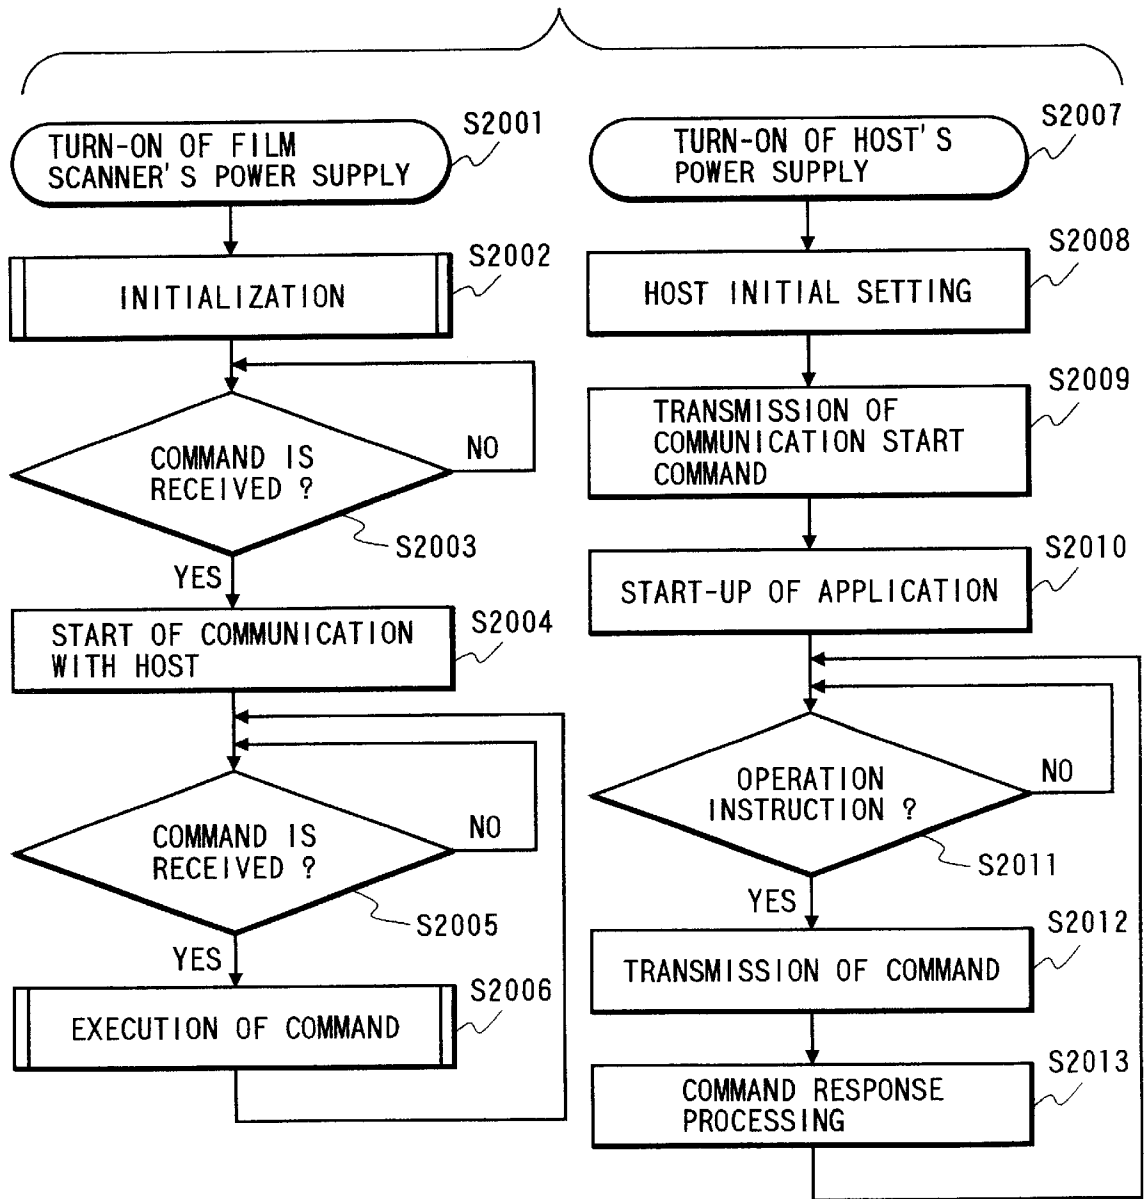 TURN-ON OF FILM
SCANNER'S POWER SUPPLY
S2001
INITIALIZATION
S2002
COMMAND IS
RECEIVED ?
NO
S2003
YES
START OF COMMUNICATION
WITH HOST
S2004
COMMAND IS
RECEIVED ?
NO
S2005
YES
EXECUTION OF COMMAND
S2006
TURN-ON OF HOST'S
POWER SUPPLY
S2007
HOST INITIAL SETTING
S2008
TRANSMISSION OF
COMMUNICATION START
COMMAND
S2009
START-UP OF APPLICATION
S2010
OPERATION
INSTRUCTION ?
NO
S2011
YES
TRANSMISSION OF COMMAND
S2012
COMMAND RESPONSE
PROCESSING
S2013